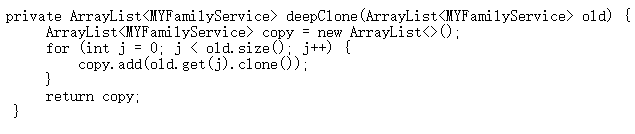 private ArrayList<MYFamilyService> deepClone(ArrayList<MYFamilyService> old) {
    ArrayList<MYFamilyService> copy = new ArrayList<>();
    for (int j = 0; j < old.size(); j++) {
        copy.add(old.get(j).clone());
    }
    return copy;
}